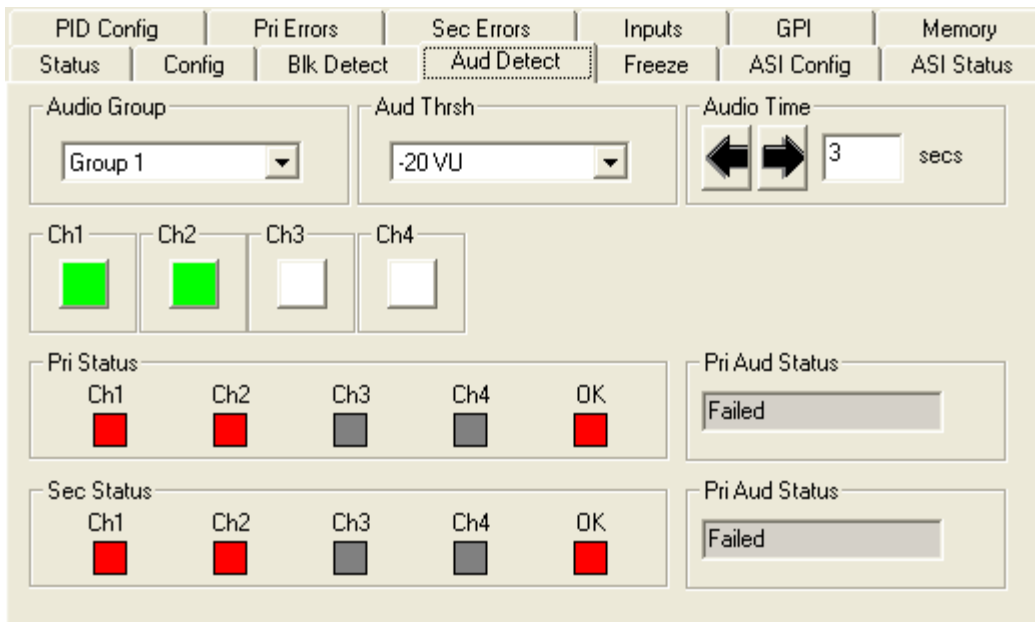 PID Config Pri Errors Sec Errors Inputs GPI Memory
Status Config Blk Detect Aud Detect Freeze ASI Config ASI Status
Audio Group Aud Thrsh Audio Time
Group 1 -20 VU 3 secs
Ch1 Ch2 Ch3 Ch4
Pri Status Pri Aud Status
Ch1 Ch2 Ch3 Ch4 OK
Failed
Sec Status Pri Aud Status
Ch1 Ch2 Ch3 Ch4 OK
Failed